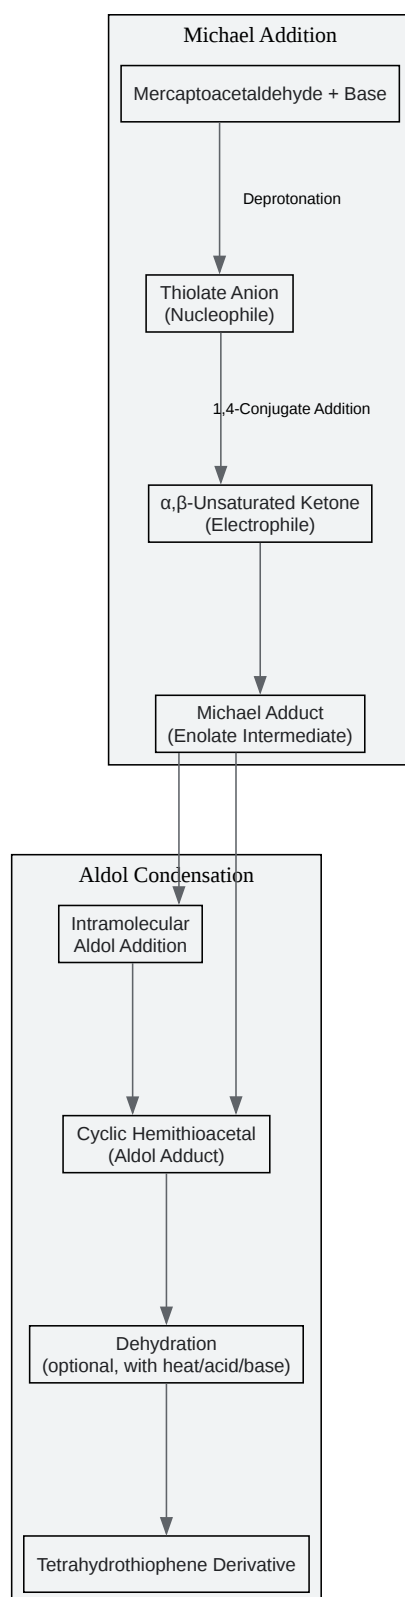 Michael Addition
Mercaptoacetaldehyde + Base
Deprotonation
Thiolate Anion
(Nucleophile)
1,4-Conjugate Addition
α,β-Unsaturated Ketone
(Electrophile)
Michael Adduct
(Enolate Intermediate)
Aldol Condensation
Intramolecular
Aldol Addition
Cyclic Hemithioacetal
(Aldol Adduct)
Dehydration
(optional, with heat/acid/base)
Tetrahydrothiophene Derivative